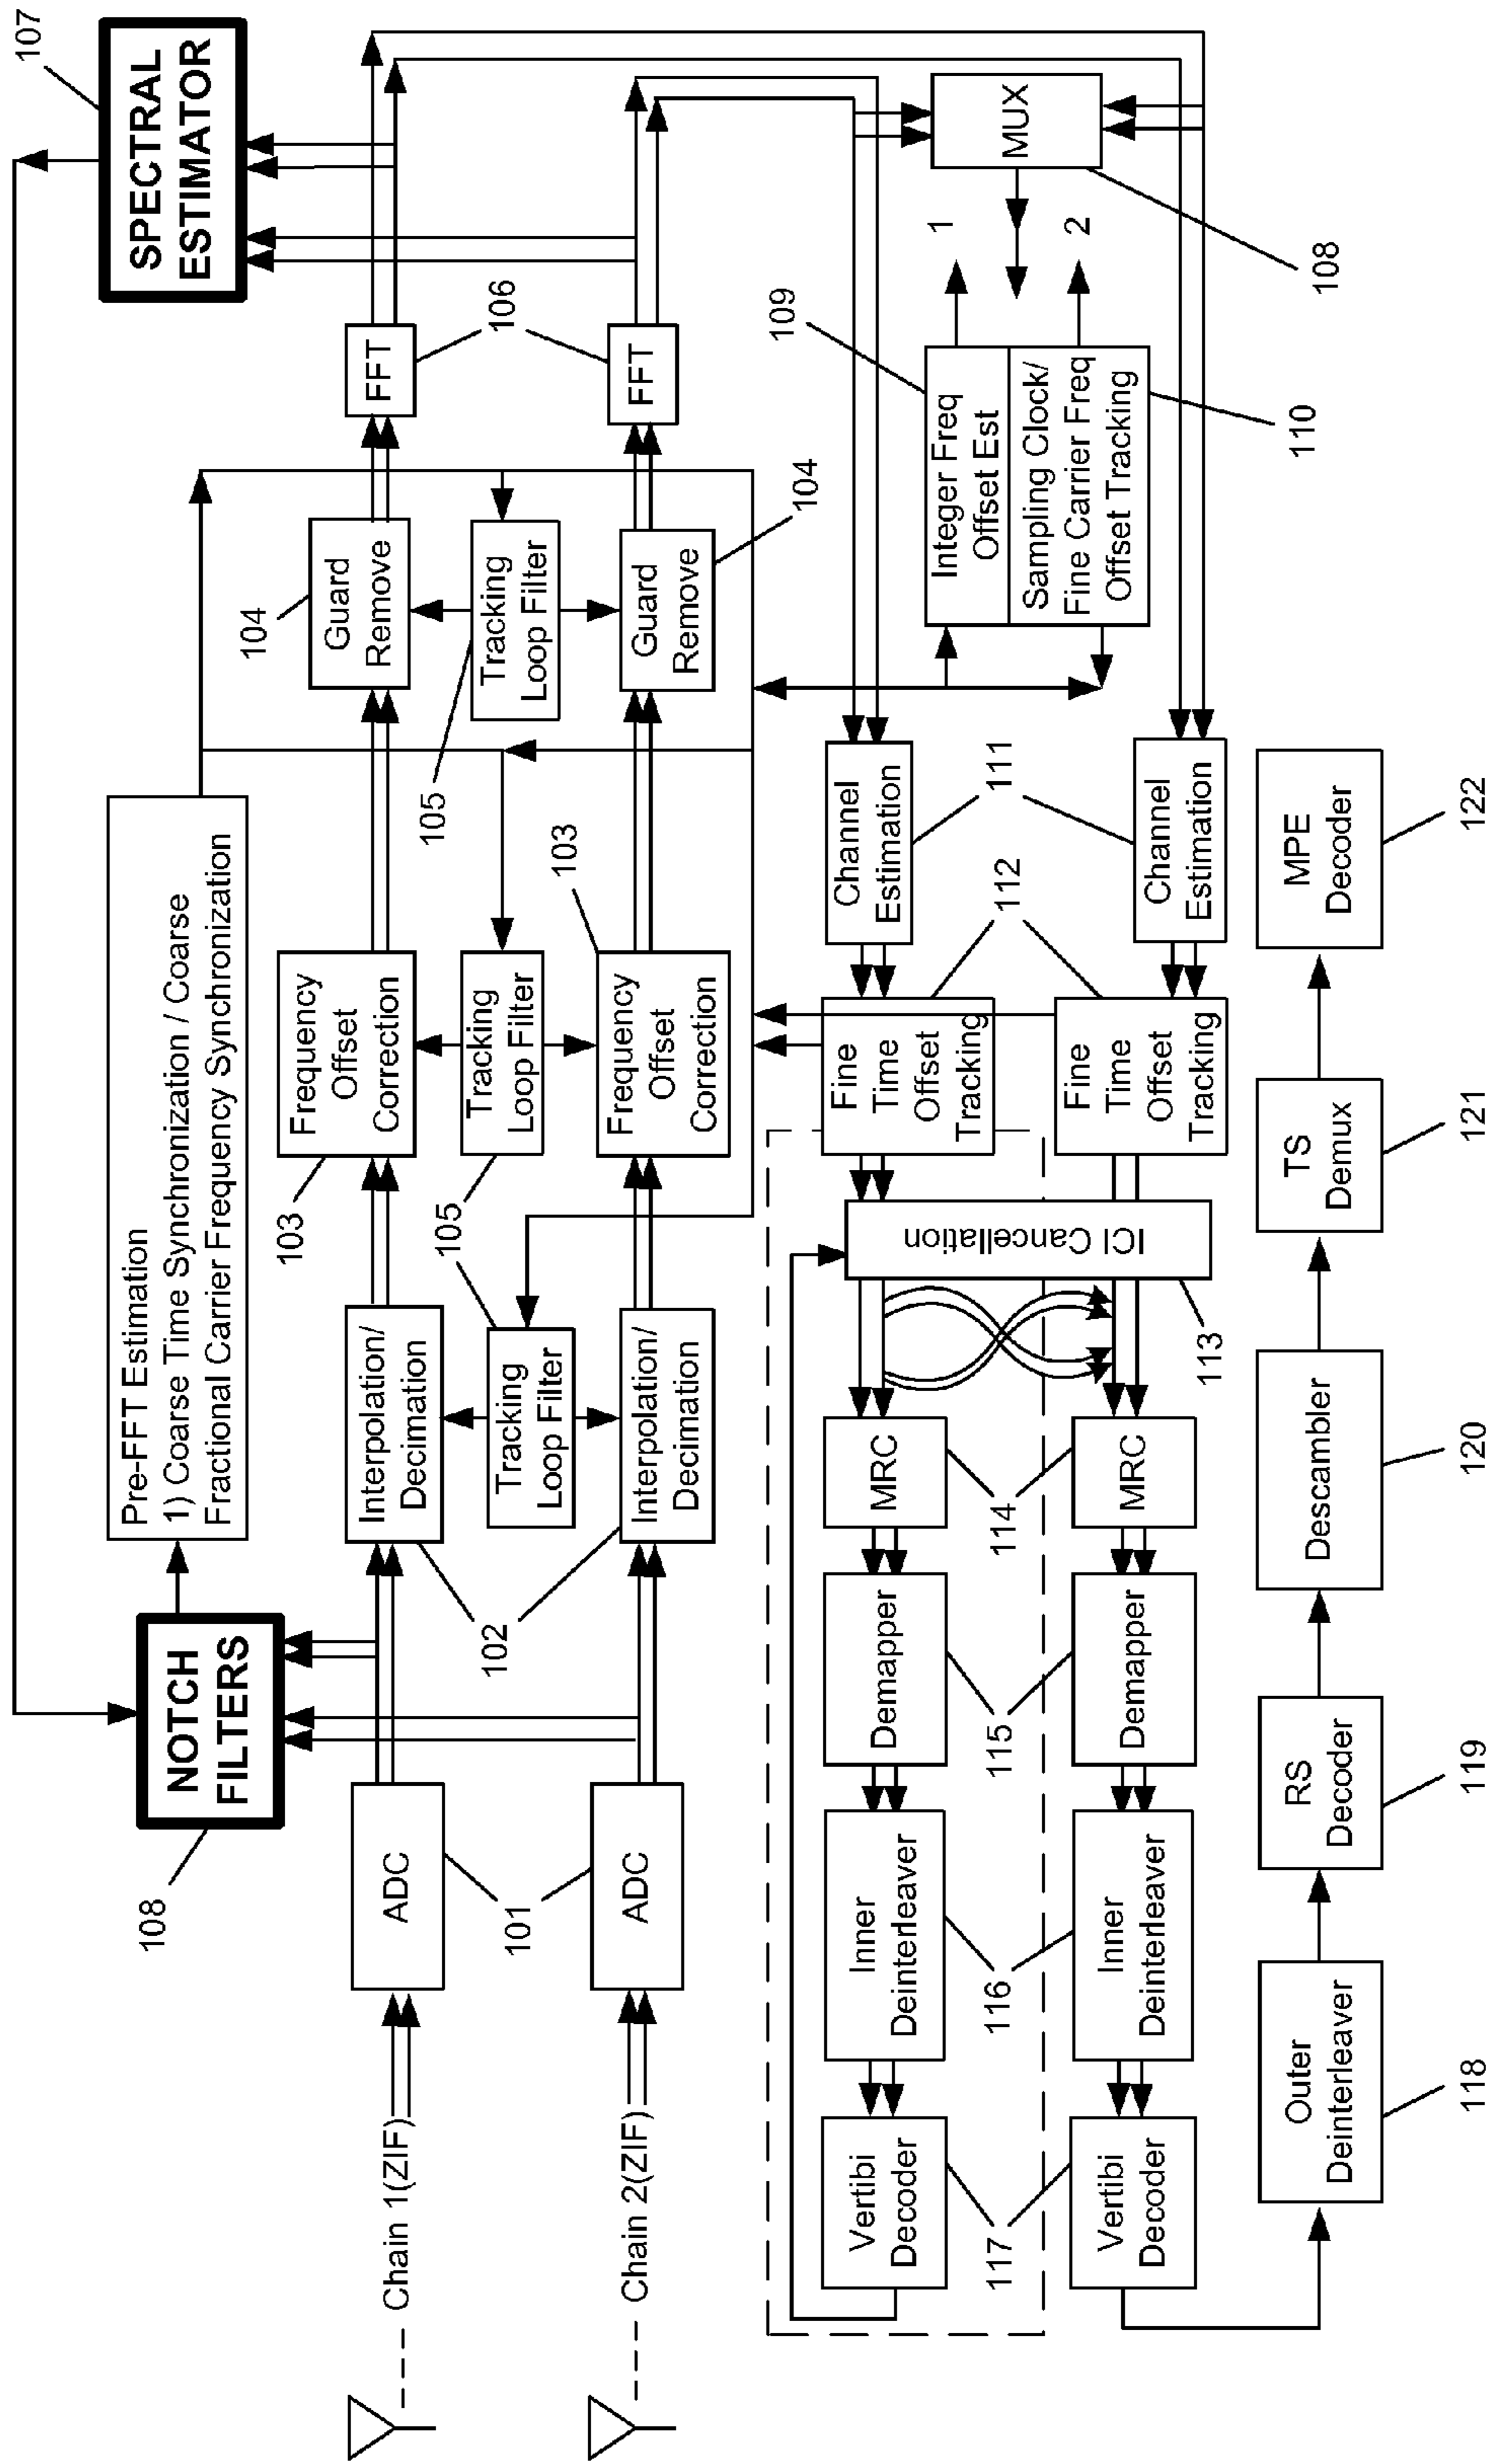 107
SPECTRAL
ESTIMATOR
NOTCH
FILTERS
108
Pre-FFT Estimation
1) Coarse Time Synchronization / Coarse
Fractional Carrier Frequency Synchronization
Chain 1(ZIF)
ADC
Interpolation/
Decimation
Frequency
Offset
Correction
103
Guard
Remove
104
FFT
101
102
Tracking
Loop Filter
105
Tracking
Loop Filter
105
Tracking
Loop Filter
105
106
Chain 2(ZIF)
ADC
Interpolation/
Decimation
Frequency
Offset
Correction
103
Guard
Remove
104
FFT
Vertibi
Decoder
Inner
Deinterleaver
Demapper
MRC
ICI Cancellation
113
Fine
Time
Offset
Tracking
Channel
Estimation
109
Integer Freq
Offset Est
Sampling Clock/
Fine Carrier Freq
Offset Tracking
110
1
2
MUX
108
117
116
115
114
112
111
Vertibi
Decoder
Inner
Deinterleaver
Demapper
MRC
Fine
Time
Offset
Tracking
Channel
Estimation
Outer
Deinterleaver
RS
Decoder
Descambler
TS
Demux
MPE
Decoder
118
119
120
121
122